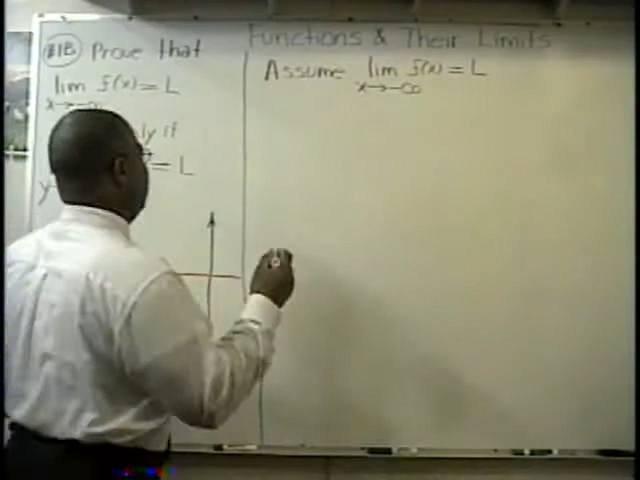 Functions & Their Limits
#1B Prove that
lim f(x) = L
x→-∞
ly if
= L
y
Assume lim f(x) = L
x→-∞